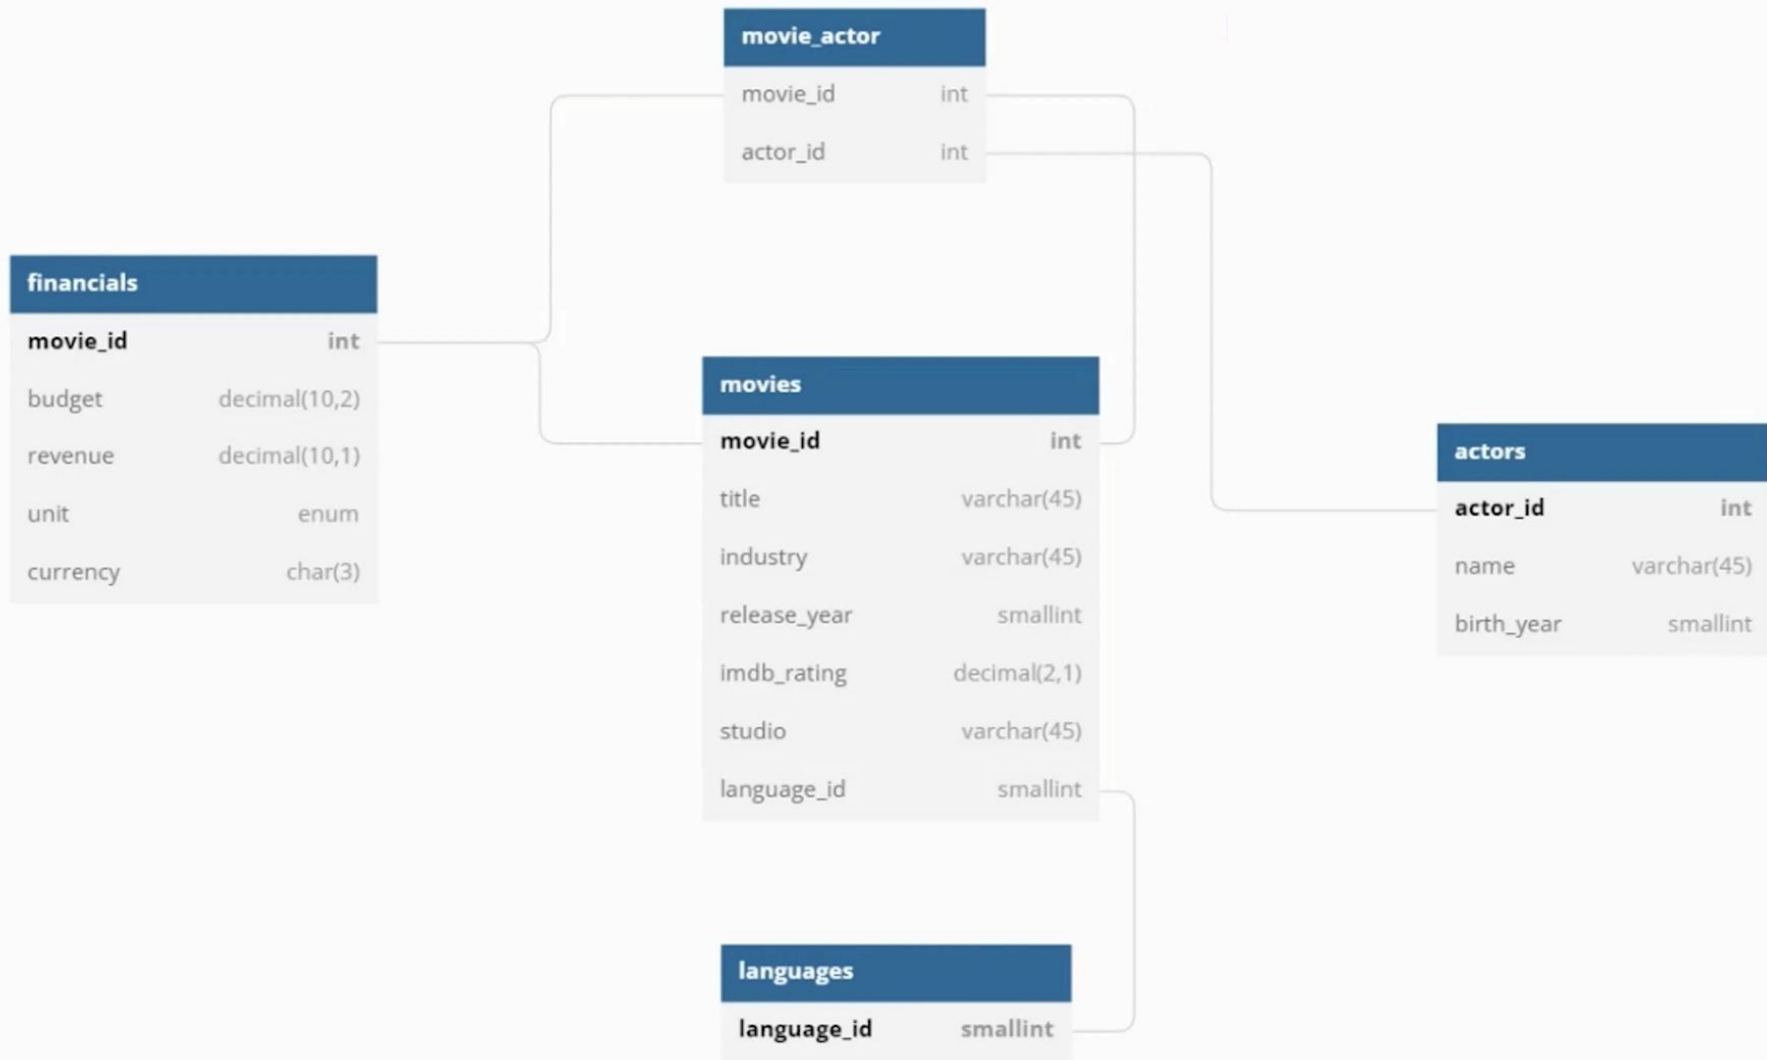 movie_actor
movie_id int
actor_id int
financials
movie_id int
budget decimal(10,2)
revenue decimal(10,1)
unit enum
currency char(3)
movies
movie_id int
title varchar(45)
industry varchar(45)
release_year smallint
imdb_rating decimal(2,1)
studio varchar(45)
language_id smallint
actors
actor_id int
name varchar(45)
birth_year smallint
languages
language_id smallint